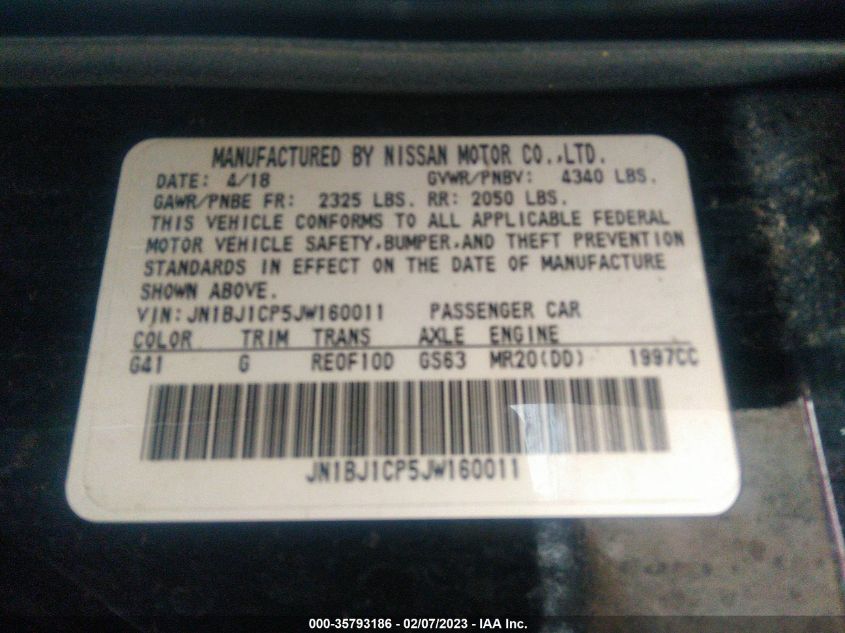 MANUFACTURED BY NISSAN MOTOR CO.,LTD.
DATE: 4/18 GVWR/PNBV: 4340 LBS.
GAWR/PNBE FR: 2325 LBS. RR: 2050 LBS.
THIS VEHICLE CONFORMS TO ALL APPLICABLE FEDERAL
MOTOR VEHICLE SAFETY,BUMPER,AND THEFT PREVENTION
STANDARDS IN EFFECT ON THE DATE OF MANUFACTURE
SHOWN ABOVE.
VIN: JN1BJ1CP5JW160011 PASSENGER CAR
COLOR TRIM TRANS AXLE ENGINE
G41 G RE0F10D GS63 MR20(DD) 1997CC
JN1BJ1CP5JW160011
000-35793186 - 02/07/2023 - IAA Inc.